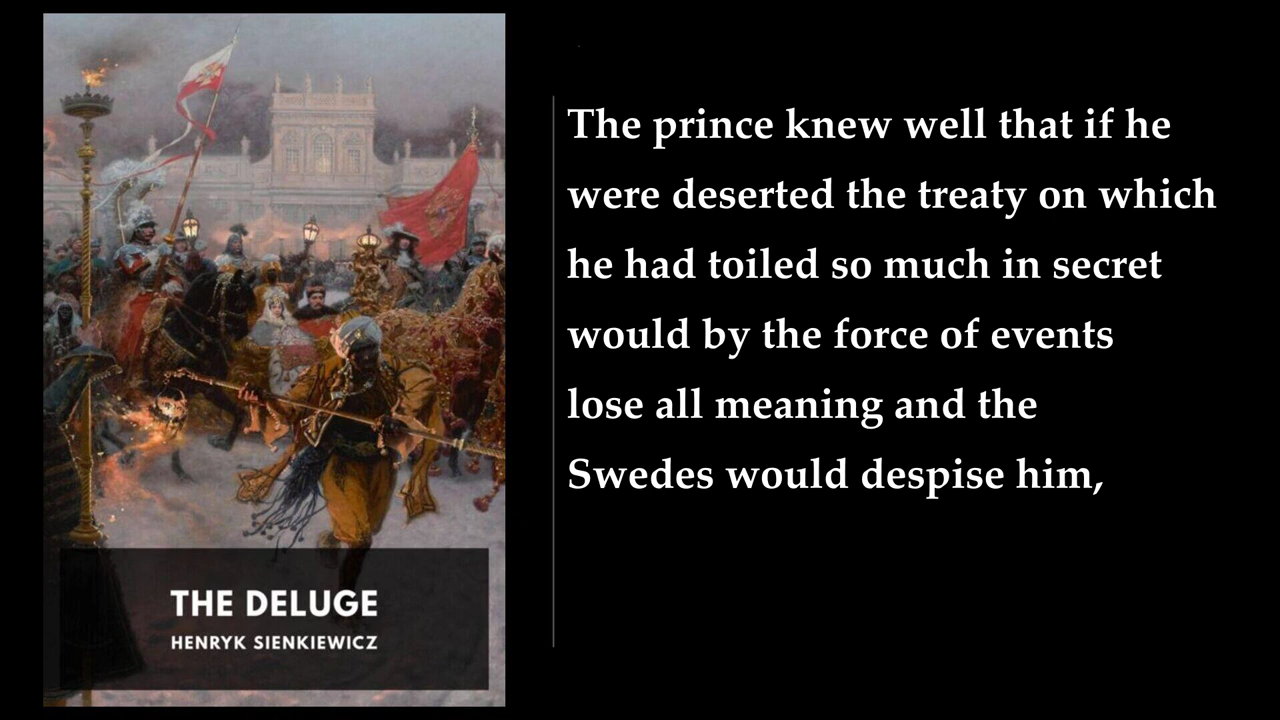 THE DELUGE
HENRYK SIENKIEWICZ
The prince knew well that if he
were deserted the treaty on which
he had toiled so much in secret
would by the force of events
lose all meaning and the
Swedes would despise him,